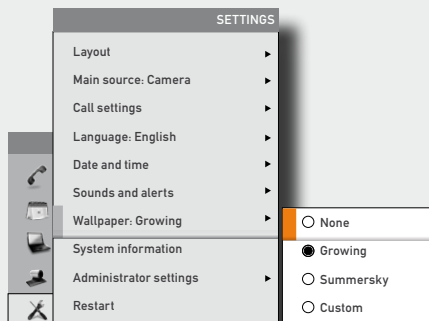 SETTINGS
Layout
Main source: Camera
Call settings
Language: English
Date and time
Sounds and alerts
Wallpaper: Growing
System information
Administrator settings
Restart
None
Growing
Summersky
Custom